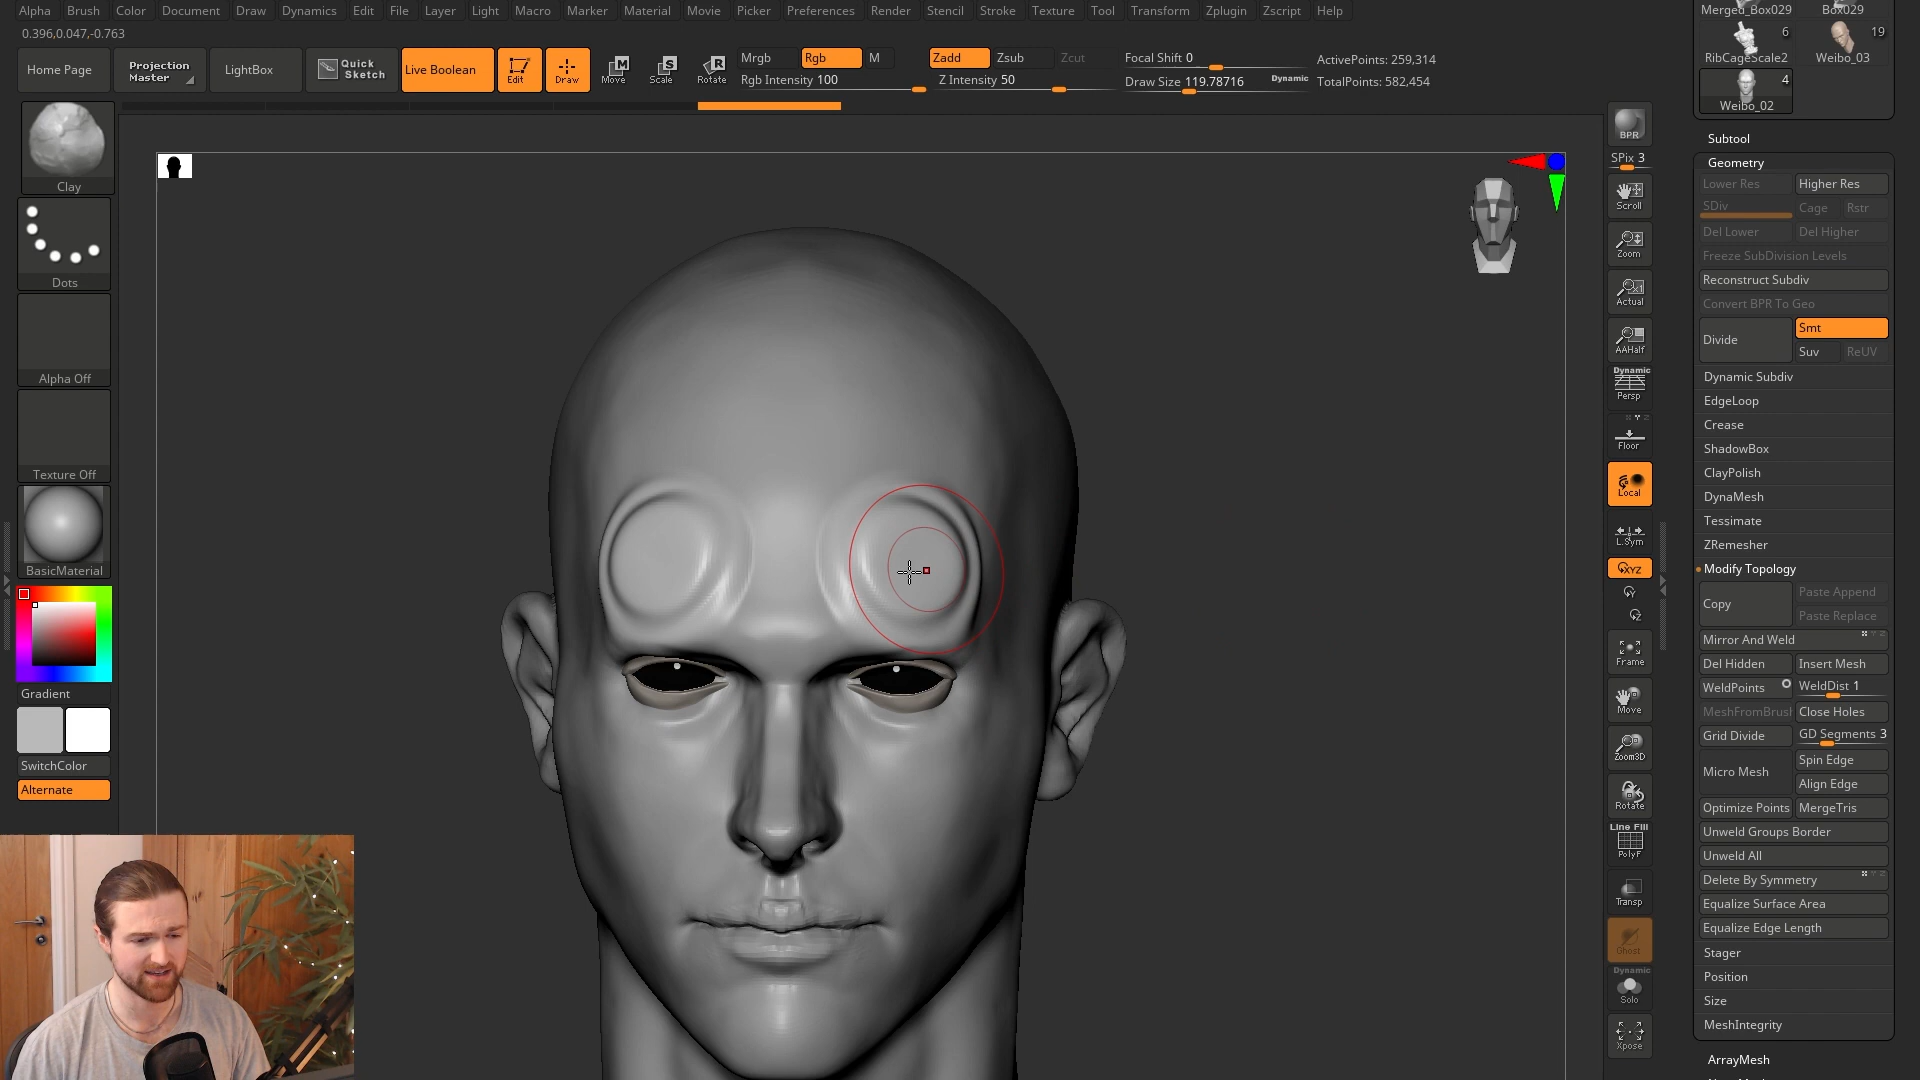 Alpha Brush Color Document Draw Dynamics Edit File Layer Light Macro Marker Material Movie Picker Preferences Render Stencil Stroke Texture Tool Transform Zplugin Zscript Help
0.396,0.047,-0.763
Home Page
Projection
Master
LightBox
Quick
Sketch
Live Boolean
Edit
Draw
Move
Scale
Rotate
Mrgb Rgb M
Rgb Intensity 100
Zadd Zsub Zcut
Z Intensity 50
Focal Shift 0
Draw Size 119.78716
Dynamic
ActivePoints: 259,314
TotalPoints: 582,454
Clay
Dots
Alpha Off
Texture Off
BasicMaterial
Gradient
SwitchColor
Alternate
BPR
SPix 3
Scroll
Zoom
Actual
AAHalf
Dynamic
Persp
Floor
Local
L.Sym
XYZ
Frame
Move
Zoom3D
Rotate
Line Fill
PolyF
Transp
Ghost
Dynamic
Solo
Xpose
Merged_Box029 Box029
6 19
RibCageScale2 Weibo_03
4
Weibo_02
Subtool
Geometry
Lower Res Higher Res
SDiv Cage Rstr
Del Lower Del Higher
Freeze SubDivision Levels
Reconstruct Subdiv
Convert BPR To Geo
Divide Smt
Suv ReUV
Dynamic Subdiv
EdgeLoop
Crease
ShadowBox
ClayPolish
DynaMesh
Tessimate
ZRemesher
Modify Topology
Copy Paste Append
Paste Replace
Mirror And Weld
Del Hidden Insert Mesh
WeldPoints WeldDist 1
MeshFromBrush Close Holes
Grid Divide GD Segments 3
Micro Mesh Spin Edge
Align Edge
Optimize Points MergeTris
Unweld Groups Border
Unweld All
Delete By Symmetry
Equalize Surface Area
Equalize Edge Length
Stager
Position
Size
MeshIntegrity
ArrayMesh